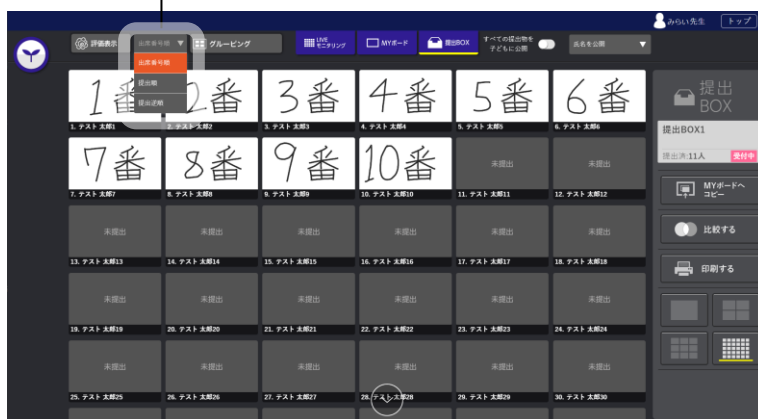 みらい先生 トップ
評価表示 出席番号順 ▼ グルーピング LIVE モニタリング MYボード 提出BOX すべての提出物を 子どもに公開 氏名を公開 ▼
出席番号順
提出順
提出逆順
1番 2番 3番 4番 5番 6番
1. テスト 太郎1 2. テスト 太郎2 3. テスト 太郎3 4. テスト 太郎4 5. テスト 太郎5 6. テスト 太郎6
7番 8番 9番 10番 未提出 未提出
7. テスト 太郎7 8. テスト 太郎8 9. テスト 太郎9 10. テスト 太郎10 11. テスト 太郎11 12. テスト 太郎12
未提出 未提出 未提出 未提出 未提出 未提出
13. テスト 太郎13 14. テスト 太郎14 15. テスト 太郎15 16. テスト 太郎16 17. テスト 太郎17 18. テスト 太郎18
未提出 未提出 未提出 未提出 未提出 未提出
19. テスト 太郎19 20. テスト 太郎20 21. テスト 太郎21 22. テスト 太郎22 23. テスト 太郎23 24. テスト 太郎24
未提出 未提出 未提出 未提出 未提出 未提出
25. テスト 太郎25 26. テスト 太郎26 27. テスト 太郎27 28. テスト 太郎28 29. テスト 太郎29 30. テスト 太郎30
提出
BOX
提出BOX1
提出済:11人 受付中
MYボードへ
コピー
比較する
印刷する